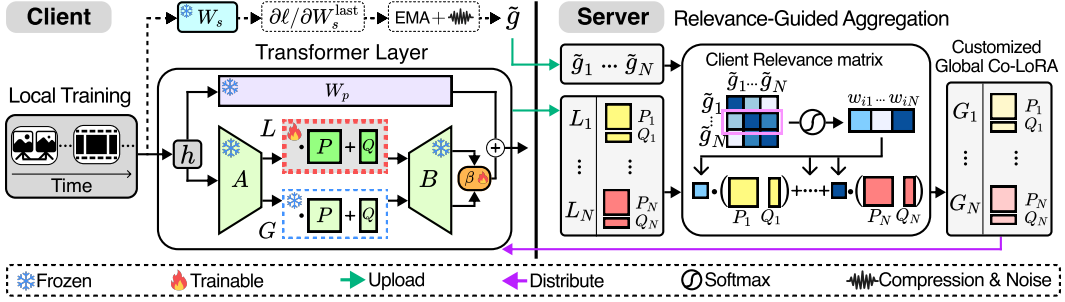 Client
W_s
∂ℓ/∂W_s^last
EMA +
g̃
Transformer Layer
Local Training
Time
h
W_p
A
L
· P + Q
G
· P + Q
B
β
+
Server
Relevance-Guided Aggregation
g̃_1 ... g̃_N
L_1
P_1
Q_1
⋮
⋮
L_N
P_N
Q_N
Client Relevance matrix
g̃_1 ... g̃_N
g̃_1
⋮
g̃_N
w_i1 ... w_iN
· ( ) + ··· + · ( )
P_1 Q_1
P_N Q_N
Customized
Global Co-LoRA
G_1
P_1
Q_1
⋮
⋮
G_N
P_N
Q_N
Frozen
Trainable
Upload
Distribute
Softmax
Compression & Noise